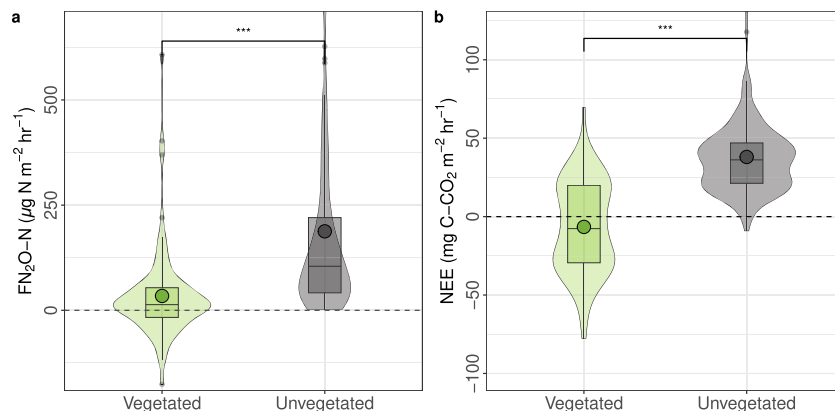 a
FN₂O−N (µg N m⁻² hr⁻¹)
500
250
0
***
Vegetated
Unvegetated
b
NEE (mg C−CO₂ m⁻² hr⁻¹)
100
50
0
−50
−100
***
Vegetated
Unvegetated